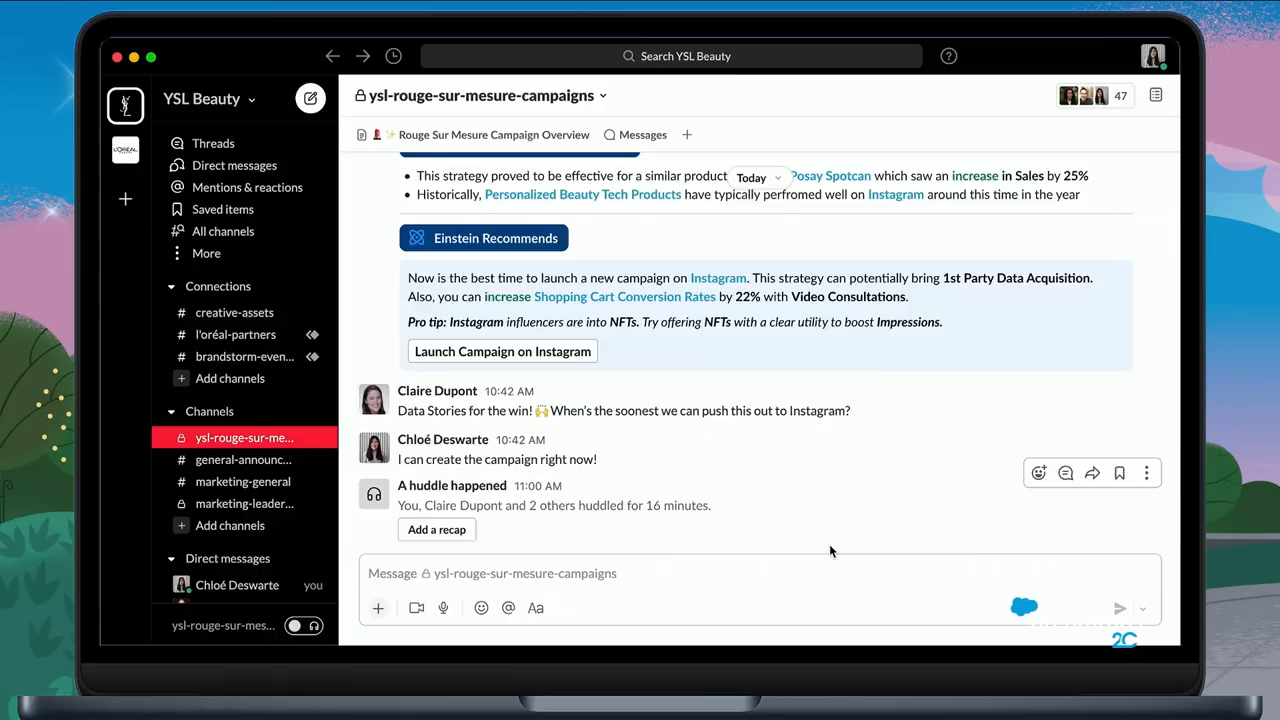 Search YSL Beauty
YSL Beauty
L'ORÉAL
Threads
Direct messages
Mentions & reactions
Saved items
All channels
More
Connections
# creative-assets
# l'oréal-partners
# brandstorm-even...
+ Add channels
Channels
ysl-rouge-sur-me...
# general-announc...
# marketing-general
marketing-leader...
+ Add channels
Direct messages
Chloé Deswarte you
ysl-rouge-sur-mes...
ysl-rouge-sur-mesure-campaigns
47
Rouge Sur Mesure Campaign Overview Messages +
Today
• This strategy proved to be effective for a similar product Posay Spotcan which saw an increase in Sales by 25%
• Historically, Personalized Beauty Tech Products have typically perfromed well on Instagram around this time in the year
Einstein Recommends
Now is the best time to launch a new campaign on Instagram. This strategy can potentially bring 1st Party Data Acquisition.
Also, you can increase Shopping Cart Conversion Rates by 22% with Video Consultations.
Pro tip: Instagram influencers are into NFTs. Try offering NFTs with a clear utility to boost Impressions.
Launch Campaign on Instagram
Claire Dupont 10:42 AM
Data Stories for the win! 🙌 When's the soonest we can push this out to Instagram?
Chloé Deswarte 10:42 AM
I can create the campaign right now!
A huddle happened 11:00 AM
You, Claire Dupont and 2 others huddled for 16 minutes.
Add a recap
Message ysl-rouge-sur-mesure-campaigns
Aa